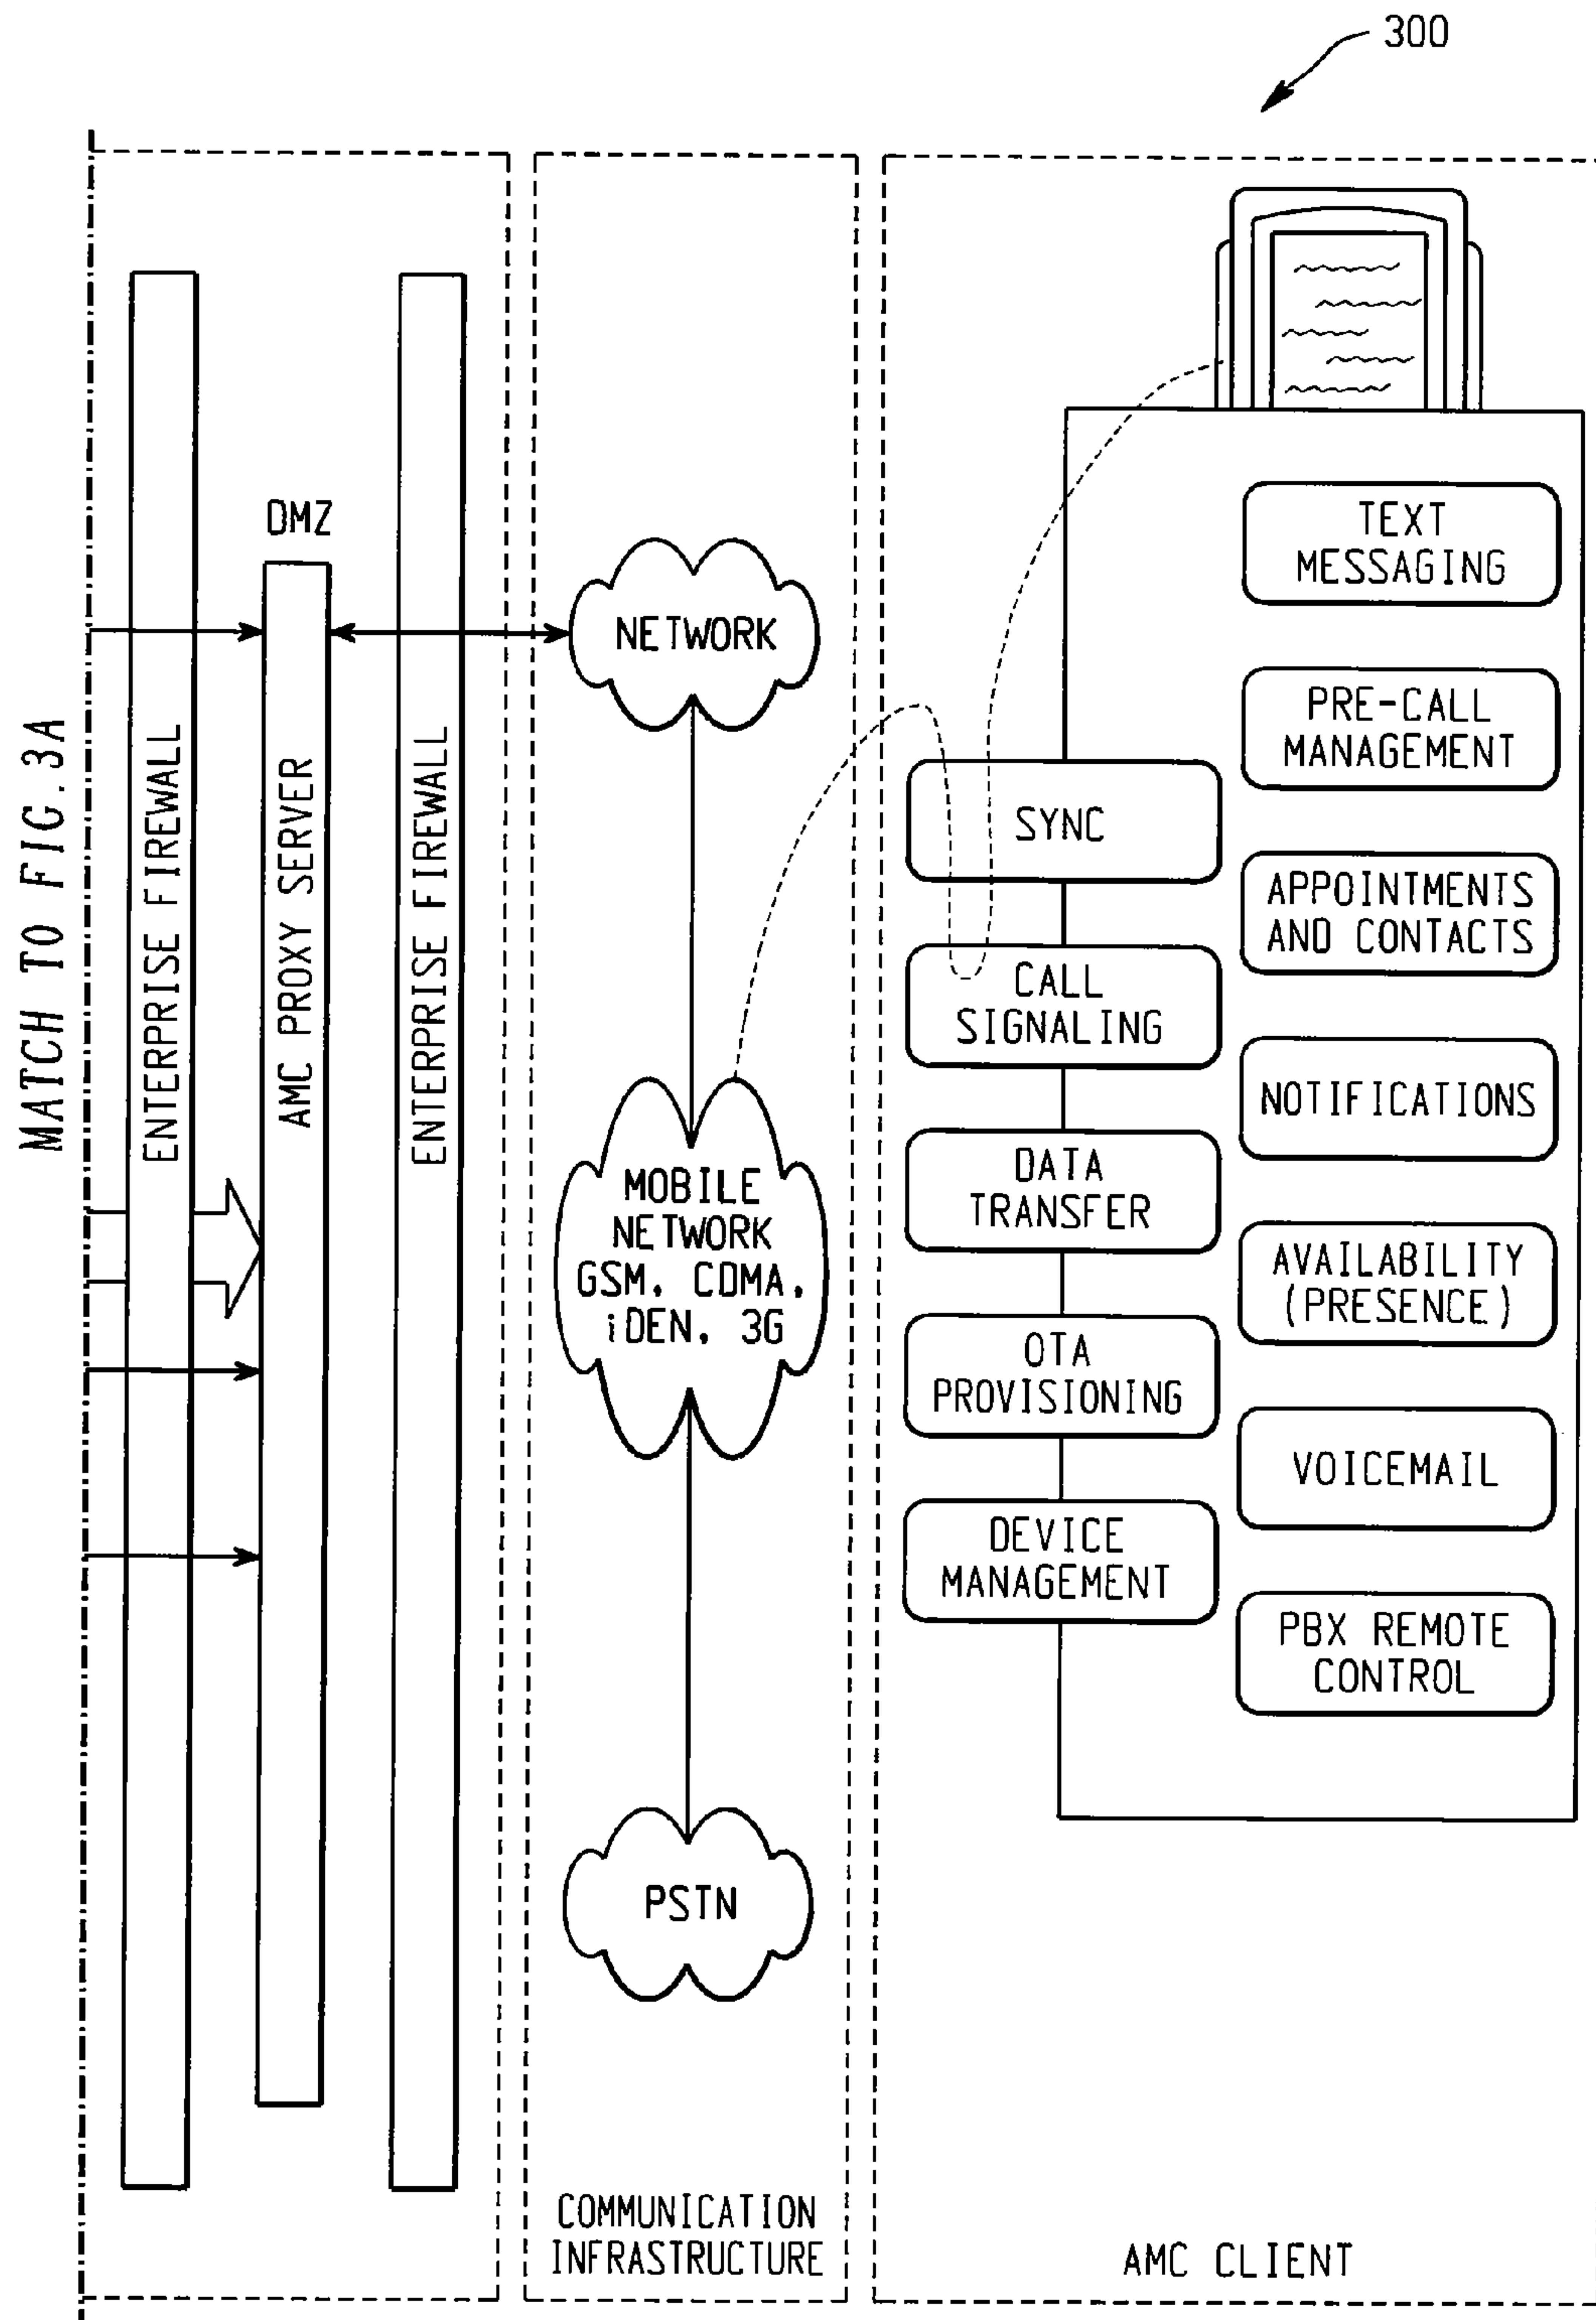 300
MATCH TO FIG.3A
ENTERPRISE FIREWALL
DMZ
AMC PROXY SERVER
ENTERPRISE FIREWALL
NETWORK
MOBILE
NETWORK
GSM, CDMA,
iDEN, 3G
PSTN
COMMUNICATION
INFRASTRUCTURE
SYNC
CALL
SIGNALING
DATA
TRANSFER
OTA
PROVISIONING
DEVICE
MANAGEMENT
TEXT
MESSAGING
PRE-CALL
MANAGEMENT
APPOINTMENTS
AND CONTACTS
NOTIFICATIONS
AVAILABILITY
(PRESENCE)
VOICEMAIL
PBX REMOTE
CONTROL
AMC CLIENT